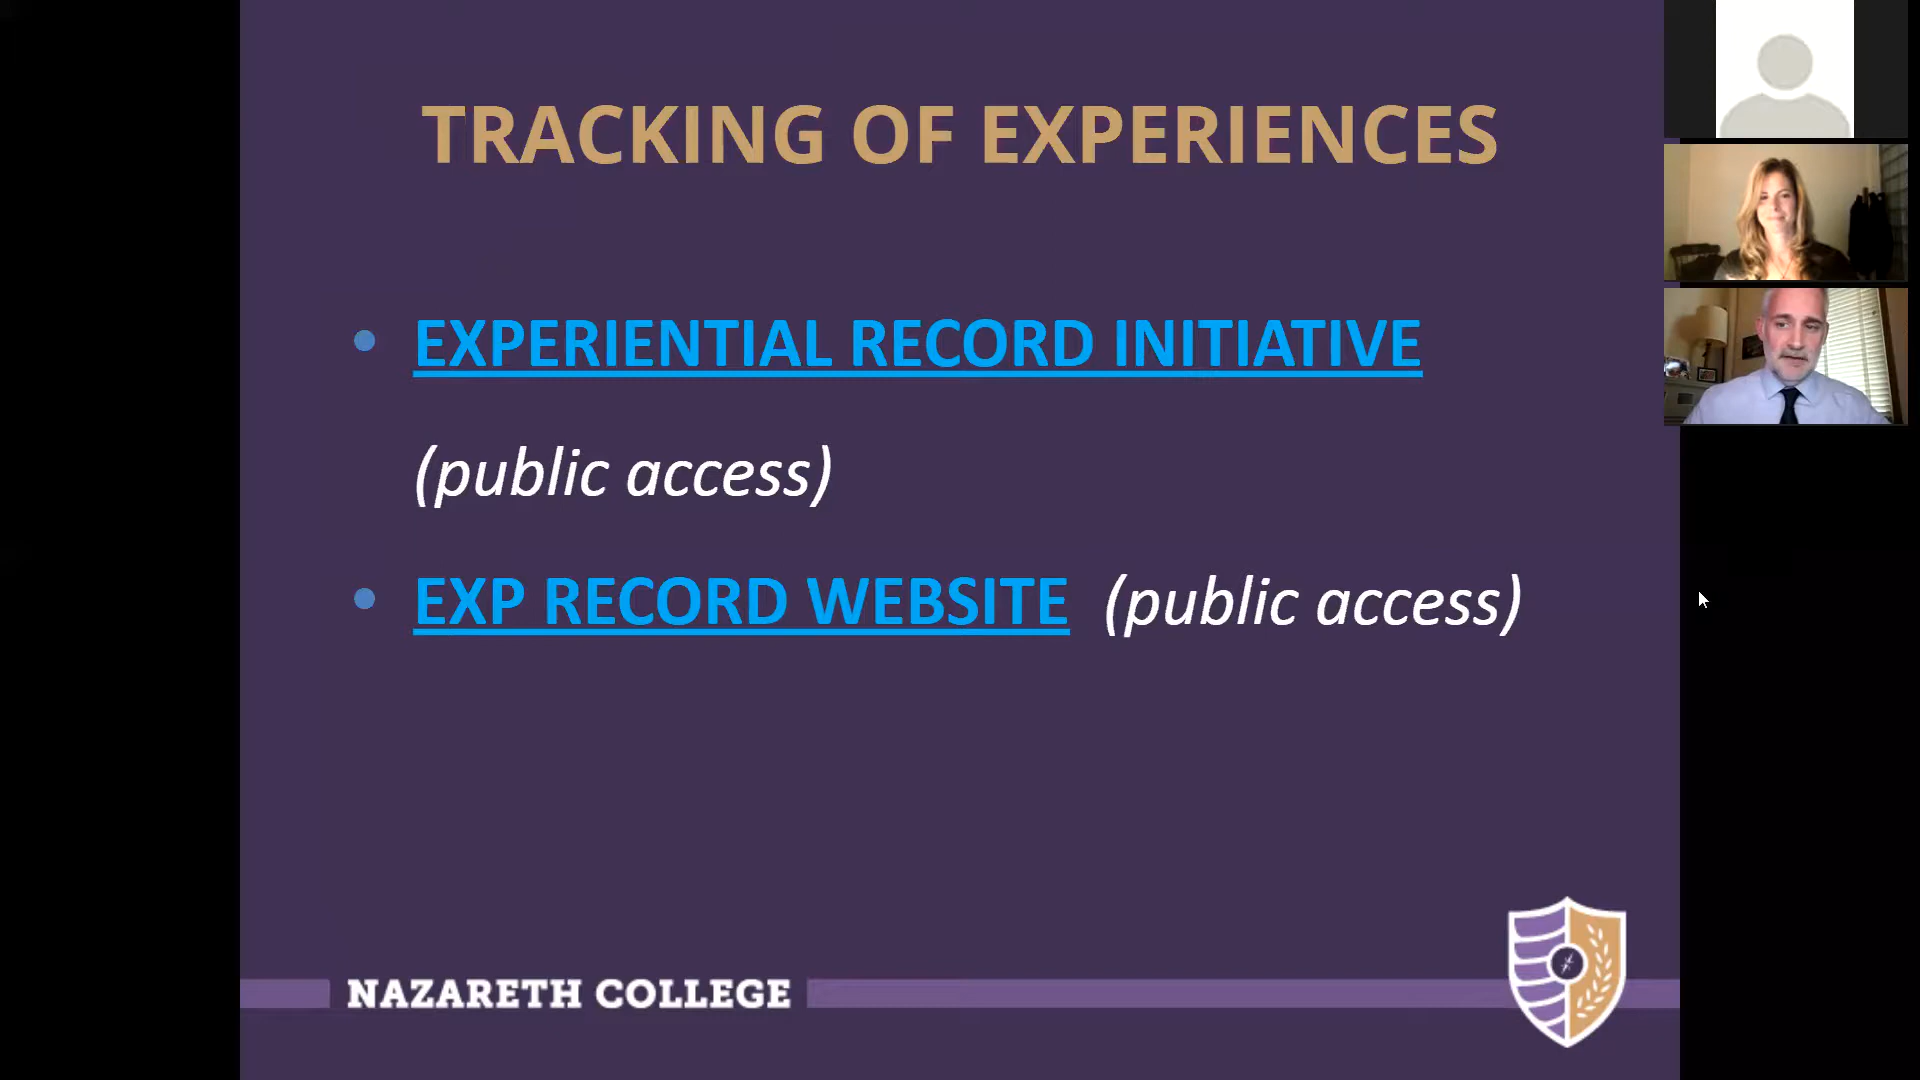 TRACKING OF EXPERIENCES
• EXPERIENTIAL RECORD INITIATIVE
(public access)
• EXP RECORD WEBSITE (public access)
NAZARETH COLLEGE